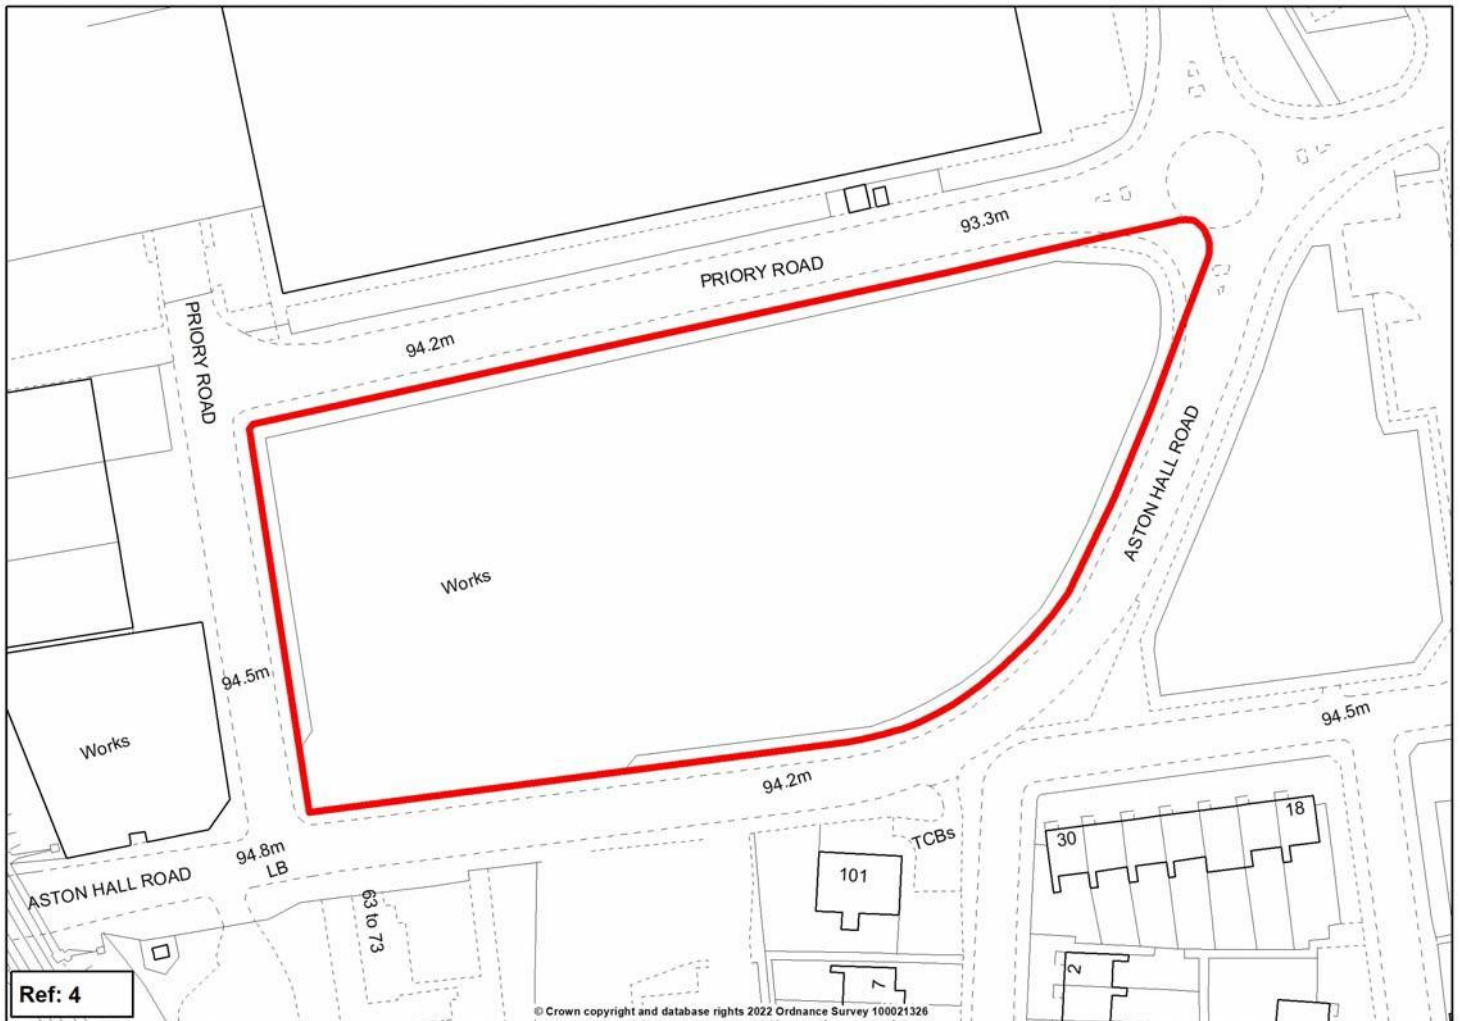 93.3m
PRIORY ROAD
94.2m
PRIORY ROAD
ASTON HALL ROAD
Works
94.5m
Works
94.5m
94.2m
94.8m
LB
TCBs
30
18
101
ASTON HALL ROAD
63 to 73
2
7
Ref: 4
© Crown copyright and database rights 2022 Ordnance Survey 100021326